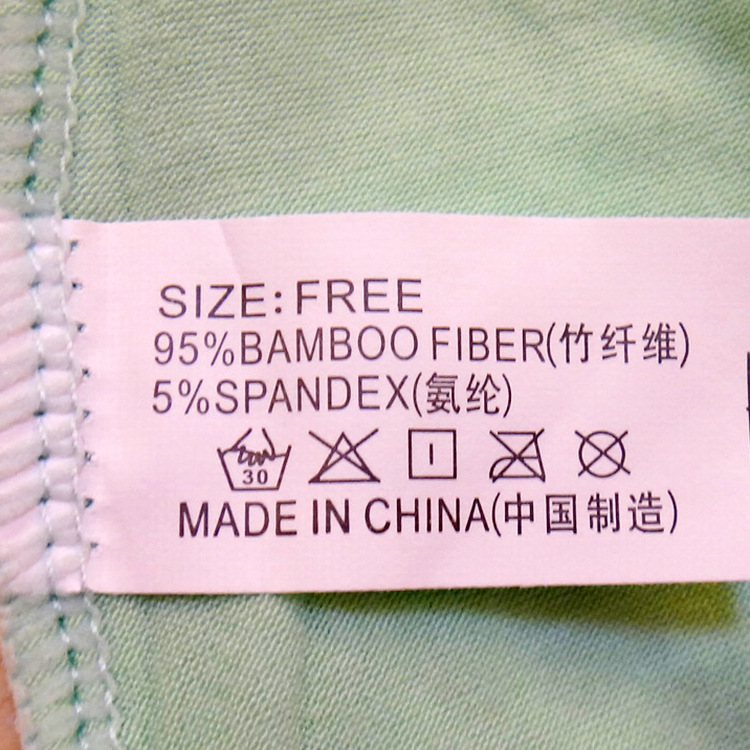 SIZE: FREE
95%BAMBOO FIBER(竹纤维)
5%SPANDEX(氨纶)
30
MADE IN CHINA(中国制造)